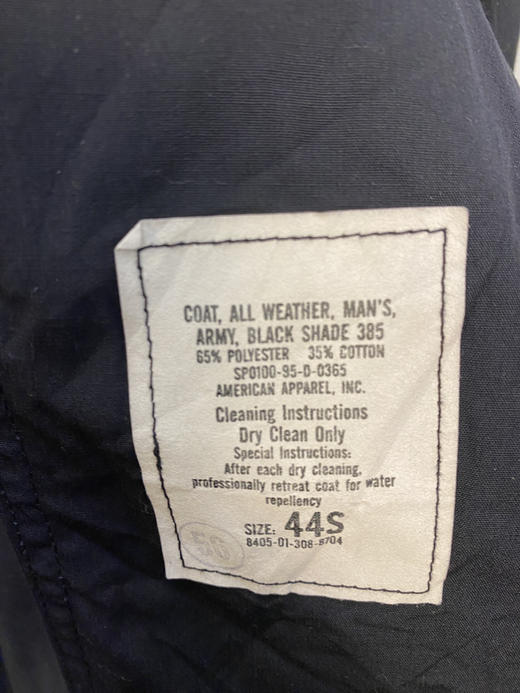 COAT, ALL WEATHER, MAN'S,
ARMY, BLACK SHADE 385
65% POLYESTER 35% COTTON
SPO100-95-D-0365
AMERICAN APPAREL, INC.
Cleaning Instructions
Dry Clean Only
Special Instructions:
After each dry cleaning,
professionally retreat coat for water
repellency
SIZE: 44S
8405-01-308-8704
56